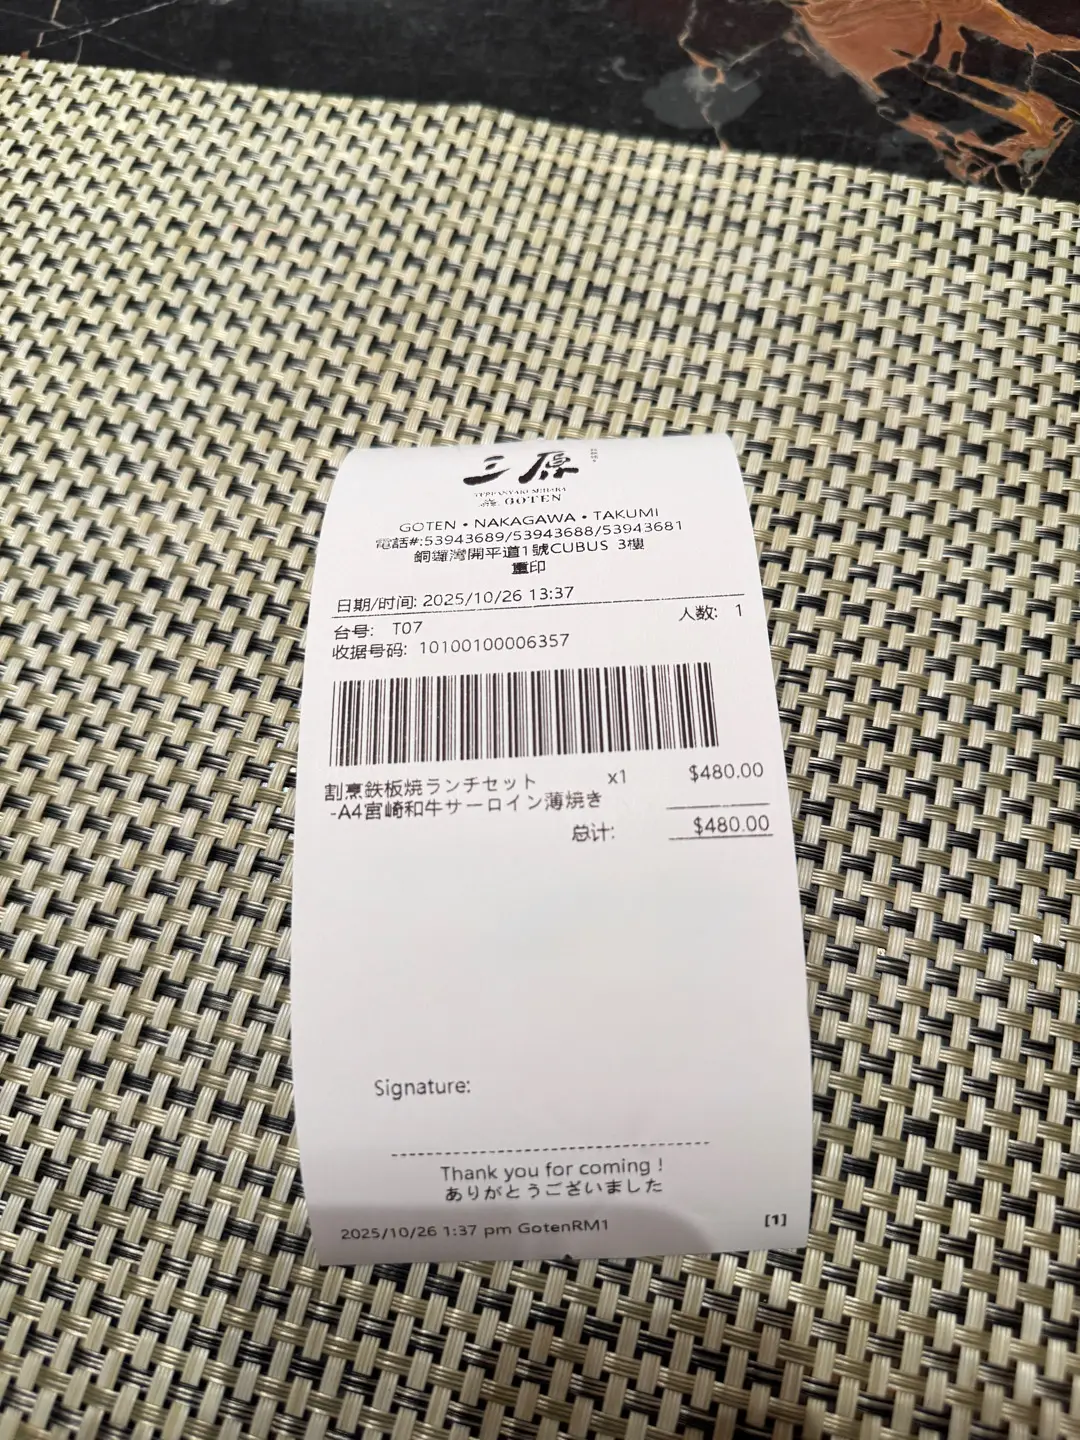 三原
TEPPANYAKI MIHARA
GOTEN
GOTEN • NAKAGAWA • TAKUMI
電話#:53943689/53943688/53943681
銅鑼灣開平道1號CUBUS 3樓
重印
日期/时间: 2025/10/26 13:37
台号: T07 人数: 1
收据号码: 10100100006357
割烹鉄板焼ランチセット x1 $480.00
-A4宮崎和牛サーロイン薄焼き
总计: $480.00
Signature:
Thank you for coming !
ありがとうございました
2025/10/26 1:37 pm GotenRM1 [1]